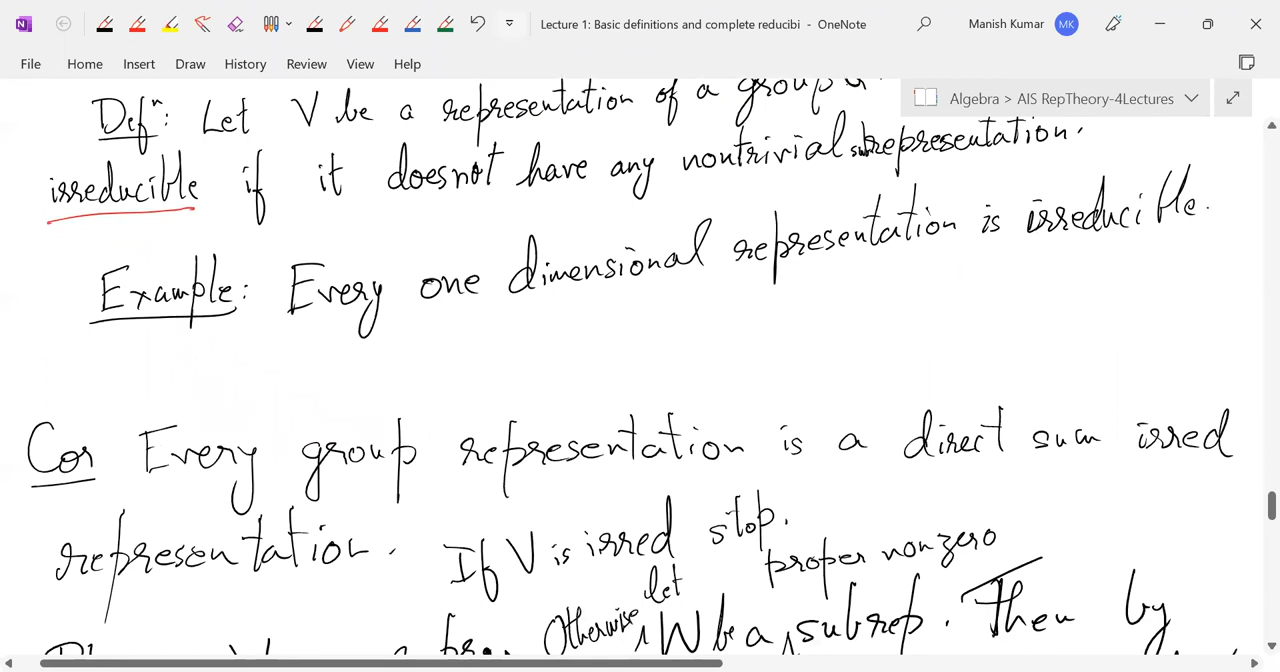 Lecture 1: Basic definitions and complete reducibi - OneNote
Manish Kumar
MK
File Home Insert Draw History Review View Help
Algebra > AIS RepTheory-4Lectures
Defⁿ: Let V be a representation of a group
irreducible if it does not have any nontrivial subrepresentation.
Example: Every one dimensional representation is irreducible.
Cor Every group representation is a direct sum irred
representation. If V is irred stop.
proper nonzero
Otherwise let W be a subrep. Then by